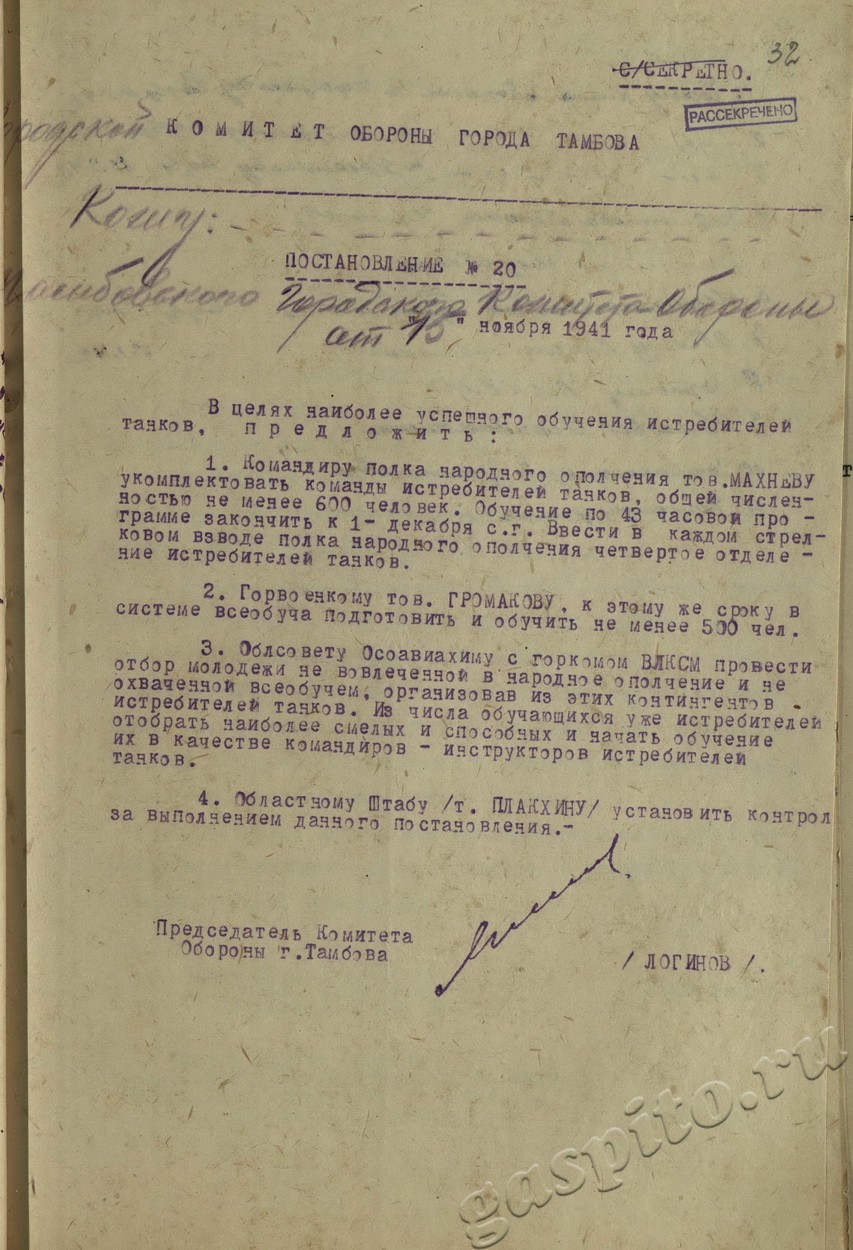 32
С/СЕКРЕТНО.
РАССЕКРЕЧЕНО
городской КОМИТЕТ ОБОРОНЫ ГОРОДА ТАМБОВА
Кому:
ПОСТАНОВЛЕНИЕ № 20
Тамбовского Городского Комитета Обороны
от "15" ноября 1941 года
В целях наиболее успешного обучения истребителей
танков, предложить:
1. Командиру полка народного ополчения тов.МАХНЕВУ
укомплектовать команды истребителей танков, общей числен-
ностью не менее 600 человек. Обучение по 43 часовой про -
грамме закончить к 1- декабря с.г. Ввести в каждом стрел-
ковом взводе полка народного ополчения четвертое отделе -
ние истребителей танков.
2. Горвоенкому тов. ГРОМАКОВУ, к этому же сроку в
системе всеобуча подготовить и обучить не менее 500 чел.
3. Облсовету Осоавиахиму с горкомом ВЛКСМ провести
отбор молодежи не вовлеченной в народное ополчение и не
охваченной всеобучем, организовав из этих контингентов .
истребителей танков. Из числа обучающихся уже истребителей
отобрать наиболее смелых и способных и начать обучение
их в качестве командиров - инструкторов истребителей
танков.
4. Областному Штабу /т. ПЛАКХИНУ/ установить контрол
за выполнением данного постановления.-
Председатель Комитета
Обороны г.Тамбова
/ ЛОГИНОВ /.
gaspito.ru